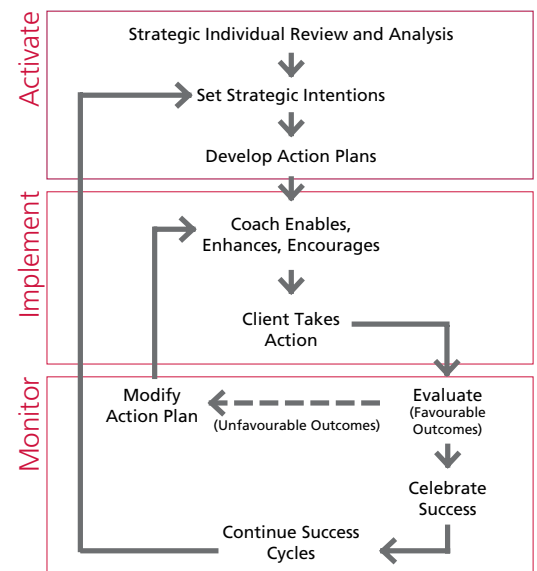 Activate
Strategic Individual Review and Analysis
Set Strategic Intentions
Develop Action Plans
Implement
Coach Enables,
Enhances, Encourages
Client Takes
Action
Monitor
Modify
Action Plan
(Unfavourable Outcomes)
Evaluate
(Favourable
Outcomes)
Celebrate
Success
Continue Success
Cycles